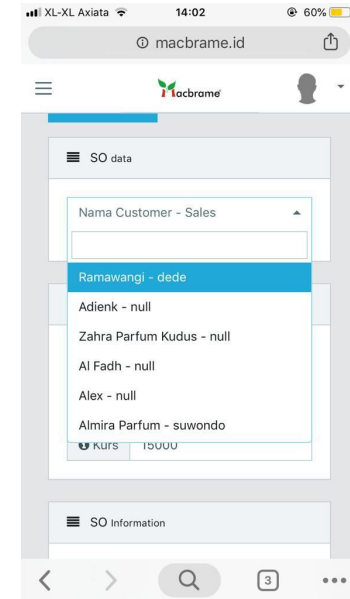 XL-XL Axiata 14:02 60%
macbrame.id
Macbrame
SO data
Nama Customer - Sales
Ramawangi - dede
Adienk - null
Zahra Parfum Kudus - null
Al Fadh - null
Alex - null
Almira Parfum - suwondo
Kurs 15000
SO Information
3